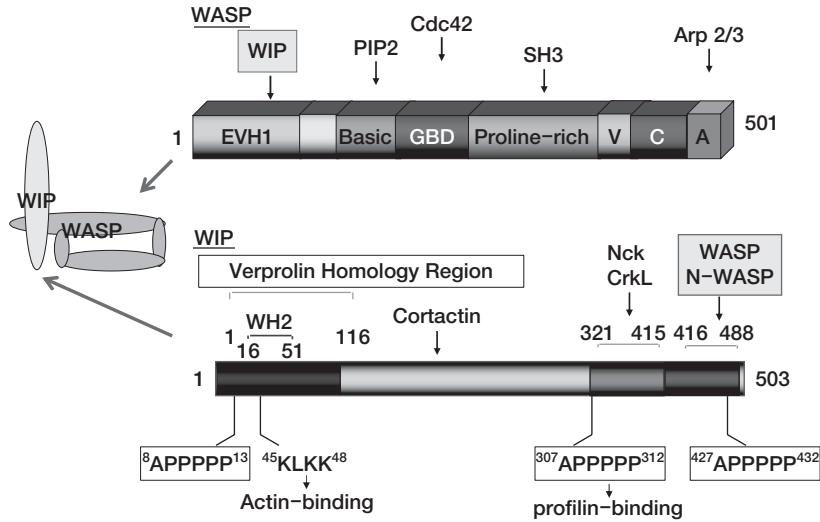 WASP
WIP
PIP2
Cdc42
SH3
Arp 2/3
1
EVH1
Basic
GBD
Proline-rich
V
C
A
501
WIP
WASP
WIP
Verprolin Homology Region
Nck
CrkL
WASP
N-WASP
1
WH2
116
Cortactin
321 415
416 488
16 51
1
503
8APPPPP13
45KLKK48
307APPPPP312
427APPPPP432
Actin-binding
profilin-binding